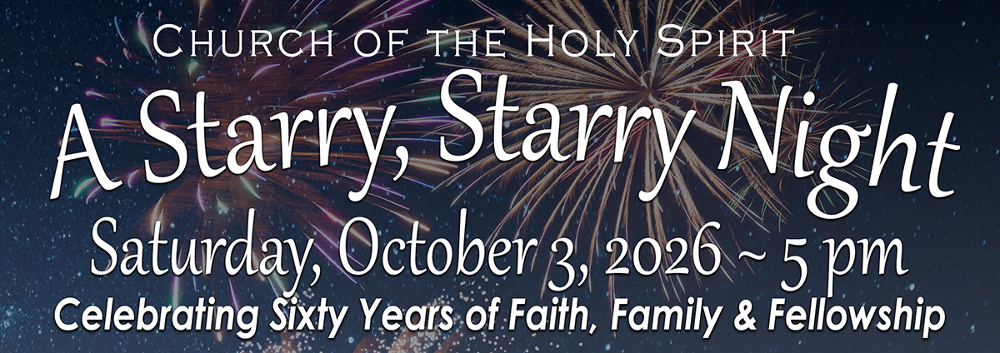 Church of the Holy Spirit
A Starry, Starry Night
Saturday, October 3, 2026 ~ 5 pm
Celebrating Sixty Years of Faith, Family & Fellowship